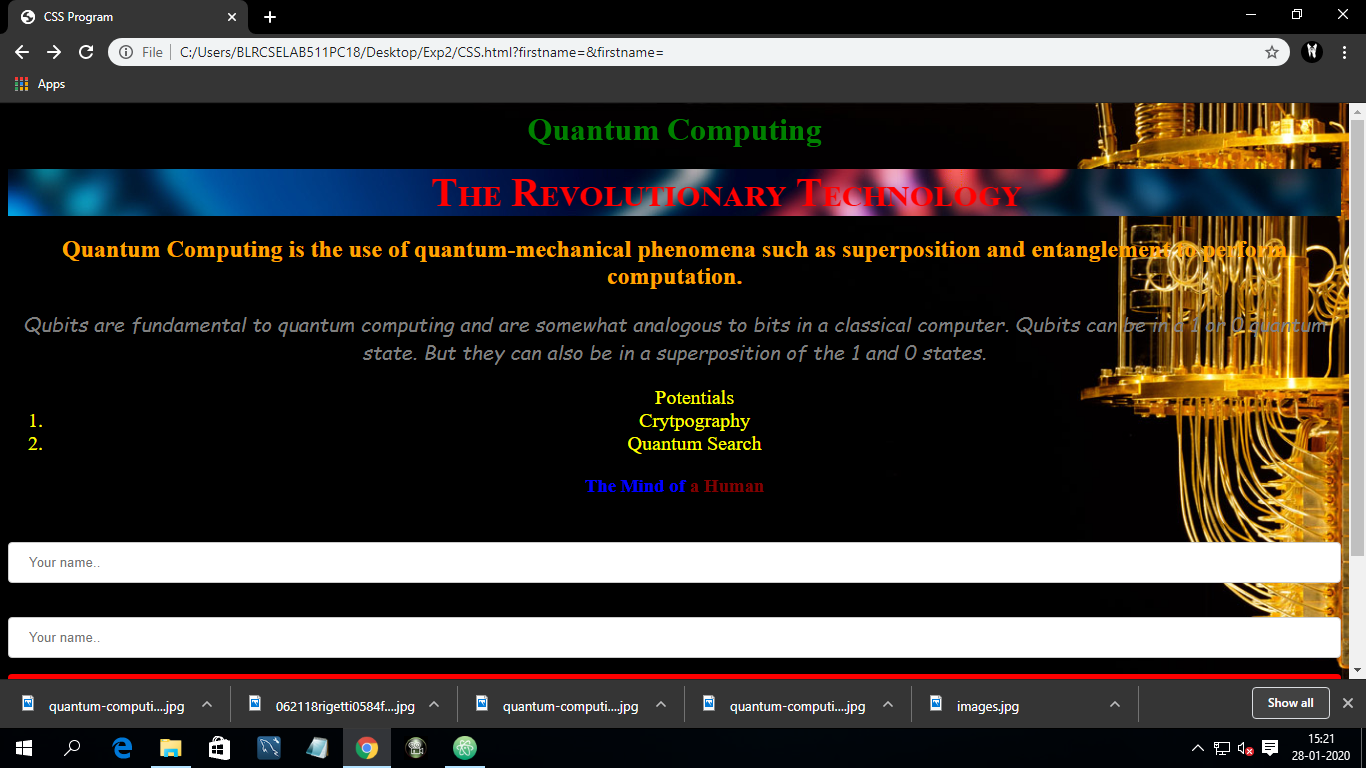 CSS Program
File
C:/Users/BLRCSELAB511PC18/Desktop/Exp2/CSS.html?firstname=&firstname=
Apps
Quantum Computing
The Revolutionary Technology
Quantum Computing is the use of quantum-mechanical phenomena such as superposition and entanglement to perform
computation.
Qubits are fundamental to quantum computing and are somewhat analogous to bits in a classical computer. Qubits can be in a 1 or 0 quantum
state. But they can also be in a superposition of the 1 and 0 states.
Potentials
1. Crytpography
2. Quantum Search
The Mind of a Human
Your name..
Your name..
quantum-computi....jpg 062118rigetti0584f...jpg quantum-computi....jpg quantum-computi....jpg images.jpg Show all
15:21
28-01-2020